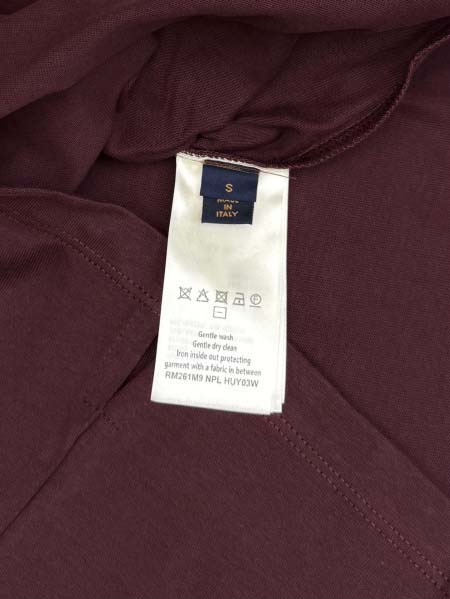 S
MADE
IN
ITALY
Gentle wash
Gentle dry clean
Iron inside out protecting
garment with a fabric in between
RM261M9 NPL HUY03W